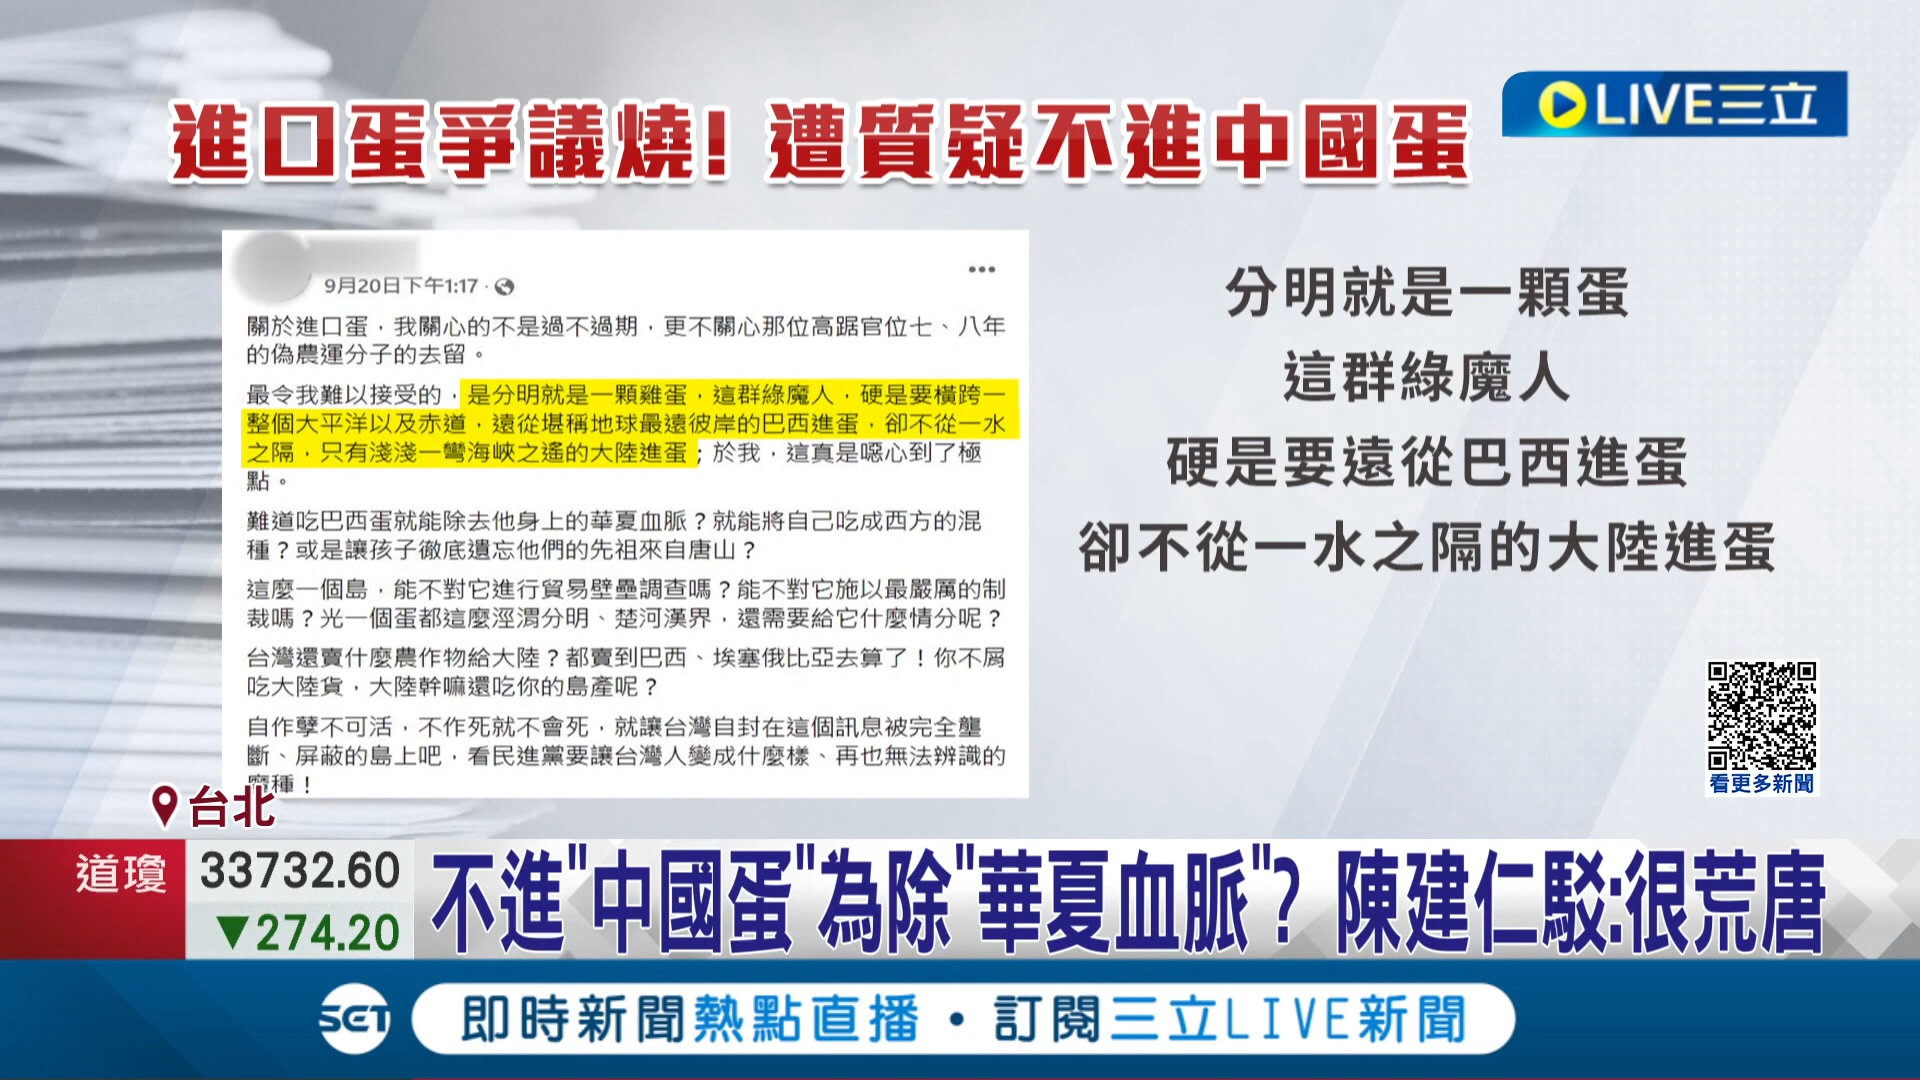 進口蛋爭議燒! 遭質疑不進中國蛋
LIVE三立
9月20日下午1:17
關於進口蛋，我關心的不是過不過期，更不關心那位高踞官位七、八年
的偽農運分子的去留。
最令我難以接受的，是分明就是一顆雞蛋，這群綠魔人，硬是要橫跨一
整個大平洋以及赤道，遠從堪稱地球最遠彼岸的巴西進蛋，卻不從一水
之隔，只有淺淺一彎海峽之遙的大陸進蛋；於我，這真是噁心到了極
點。
難道吃巴西蛋就能除去他身上的華夏血脈？就能將自己吃成西方的混
種？或是讓孩子徹底遺忘他們的先祖來自唐山？
這麼一個島，能不對它進行貿易壁壘調查嗎？能不對它施以最嚴厲的制
裁嗎？光一個蛋都這麼涇渭分明、楚河漢界，還需要給它什麼情分呢？
台灣還賣什麼農作物給大陸？都賣到巴西、埃塞俄比亞去算了！你不屑
吃大陸貨，大陸幹嘛還吃你的島產呢？
自作孽不可活，不作死就不會死，就讓台灣自封在這個訊息被完全壟
斷、屏蔽的島上吧，看民進黨要讓台灣人變成什麼樣、再也無法辨識的
魔種！
分明就是一顆蛋
這群綠魔人
硬是要遠從巴西進蛋
卻不從一水之隔的大陸進蛋
看更多新聞
台北
道瓊
33732.60
▼274.20
不進"中國蛋"為除"華夏血脈"? 陳建仁駁:很荒唐
SET
即時新聞熱點直播・訂閱三立LIVE新聞